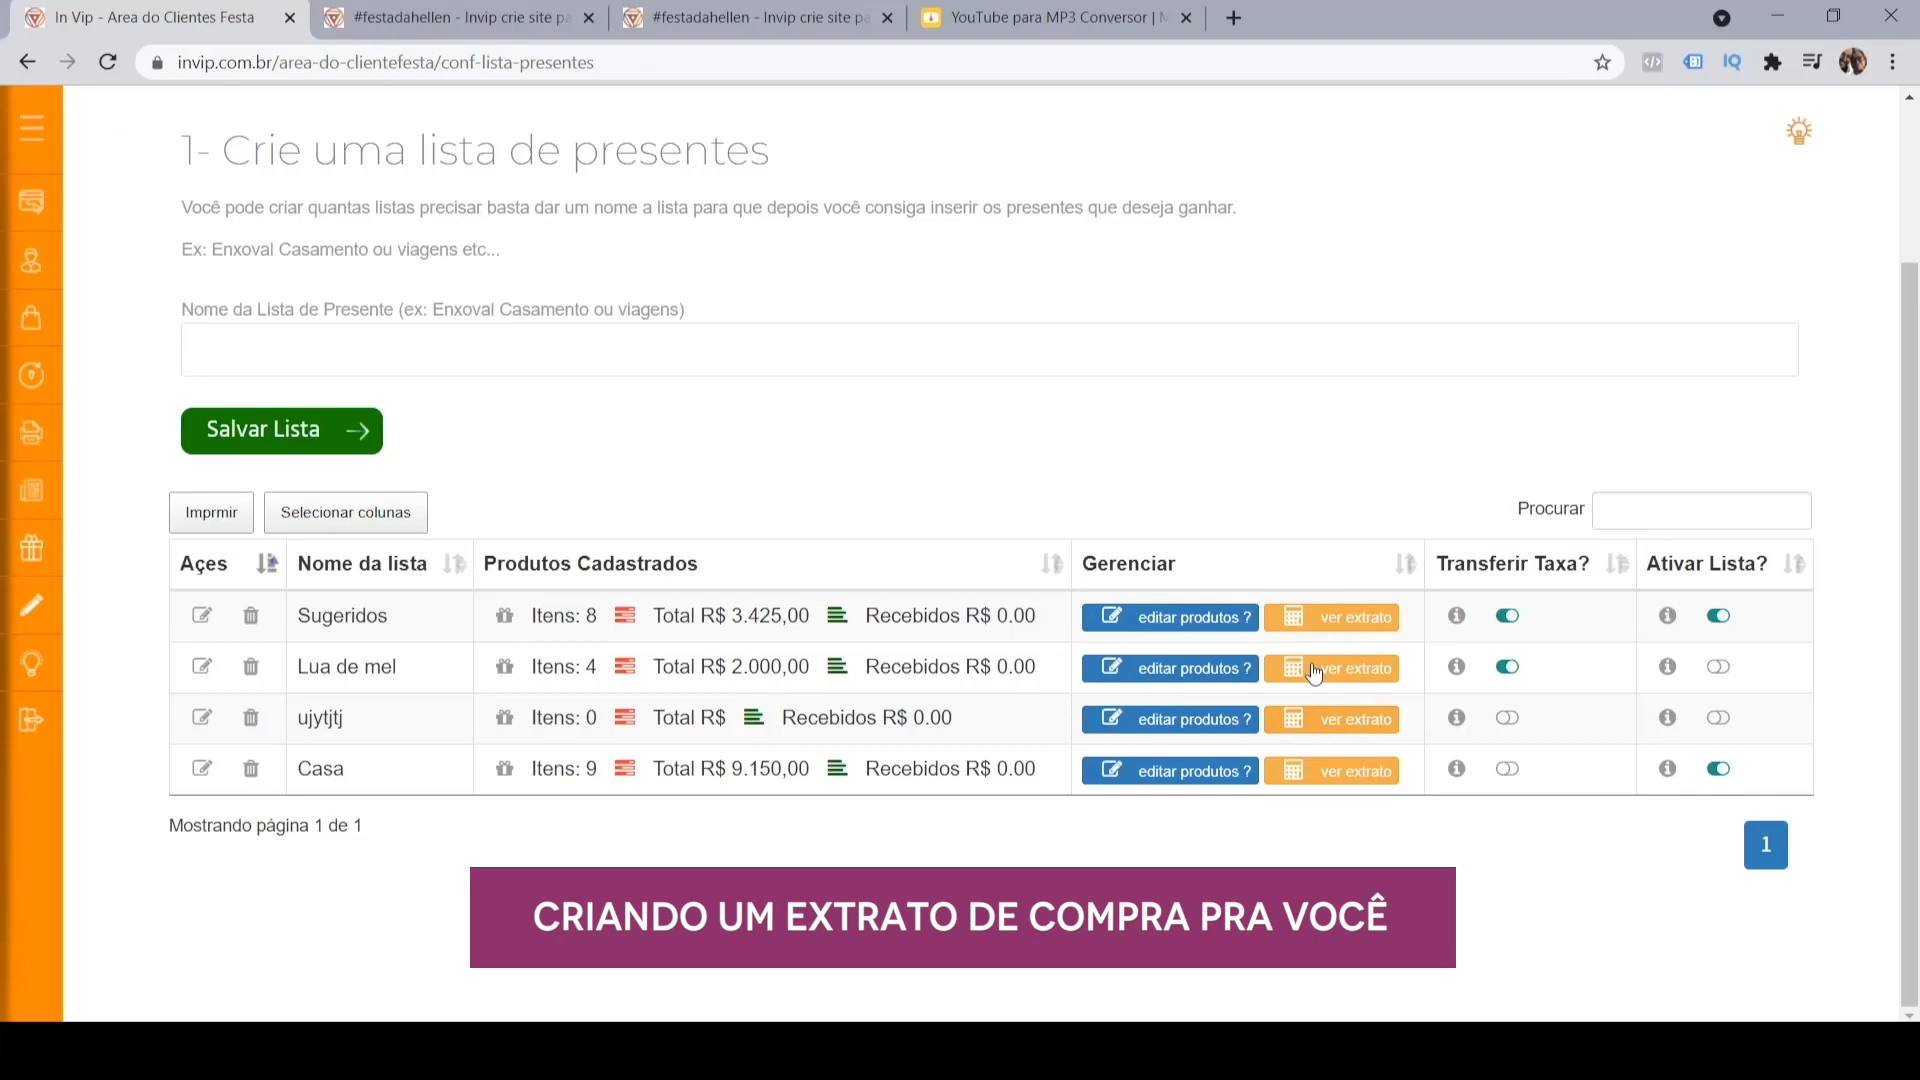 In Vip - Area do Clientes Festa
#festadahellen - Invip crie site pa
#festadahellen - Invip crie site pa
YouTube para MP3 Conversor |
invip.com.br/area-do-clientefesta/conf-lista-presentes
IQ
1- Crie uma lista de presentes
Você pode criar quantas listas precisar basta dar um nome a lista para que depois você consiga inserir os presentes que deseja ganhar.
Ex: Enxoval Casamento ou viagens etc...
Nome da Lista de Presente (ex: Enxoval Casamento ou viagens)
Salvar Lista
Imprmir Selecionar colunas Procurar
Açes Nome da lista Produtos Cadastrados Gerenciar Transferir Taxa? Ativar Lista?
Sugeridos Itens: 8 Total R$ 3.425,00 Recebidos R$ 0.00 editar produtos ? ver extrato
Lua de mel Itens: 4 Total R$ 2.000,00 Recebidos R$ 0.00 editar produtos ? ver extrato
ujytjtj Itens: 0 Total R$ Recebidos R$ 0.00 editar produtos ? ver extrato
Casa Itens: 9 Total R$ 9.150,00 Recebidos R$ 0.00 editar produtos ? ver extrato
Mostrando página 1 de 1
1
CRIANDO UM EXTRATO DE COMPRA PRA VOCÊ